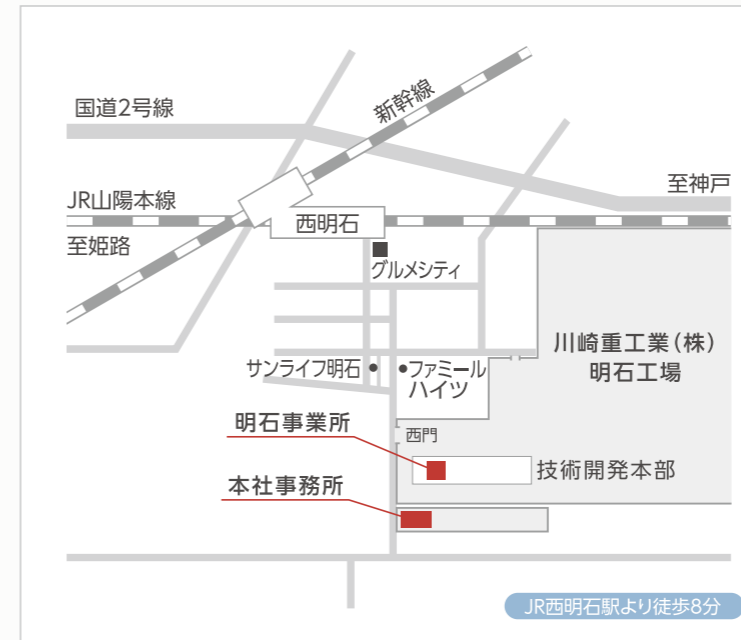 国道2号線
新幹線
至神戸
JR山陽本線
西明石
至姫路
グルメシティ
川崎重工業(株)
明石工場
サンライフ明石
ファミール
ハイツ
明石事業所
西門
技術開発本部
本社事務所
JR西明石駅より徒歩8分